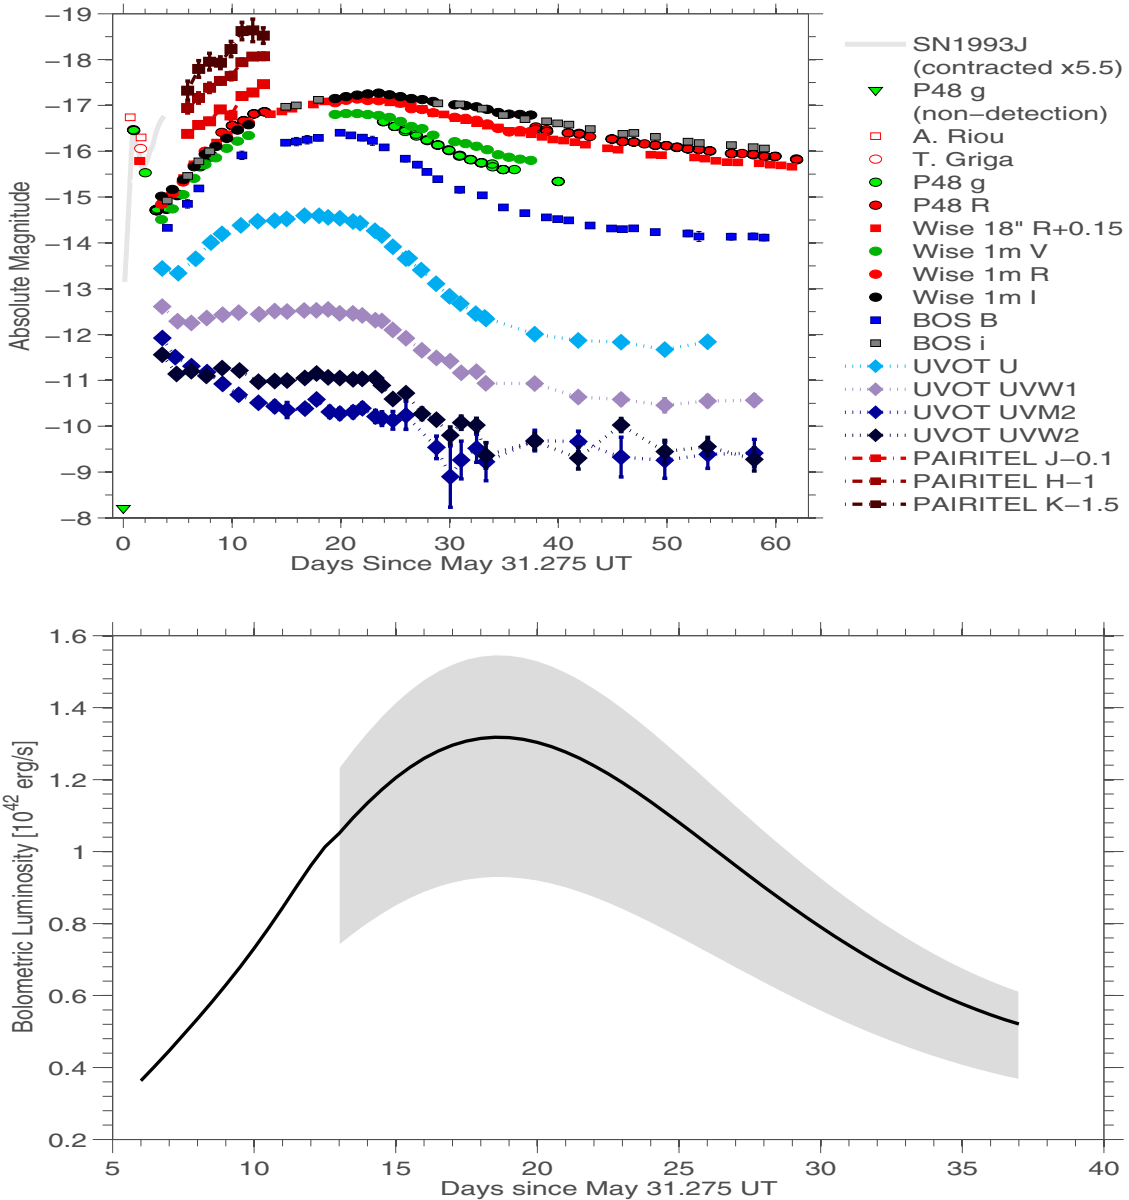 −19
−18
−17
−16
−15
−14
−13
−12
−11
−10
−9
−8
Absolute Magnitude
0 10 20 30 40 50 60
Days Since May 31.275 UT
SN1993J
(contracted x5.5)
P48 g
(non−detection)
A. Riou
T. Griga
P48 g
P48 R
Wise 18" R+0.15
Wise 1m V
Wise 1m R
Wise 1m I
BOS B
BOS i
UVOT U
UVOT UVW1
UVOT UVM2
UVOT UVW2
PAIRITEL J−0.1
PAIRITEL H−1
PAIRITEL K−1.5
1.6
1.4
1.2
1
0.8
0.6
0.4
0.2
Bolometric Luminosity [10^42 erg/s]
5 10 15 20 25 30 35 40
Days since May 31.275 UT